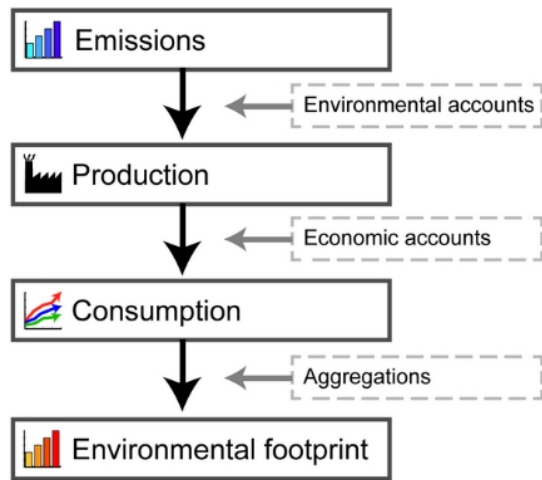 Emissions
Environmental accounts
Production
Economic accounts
Consumption
Aggregations
Environmental footprint